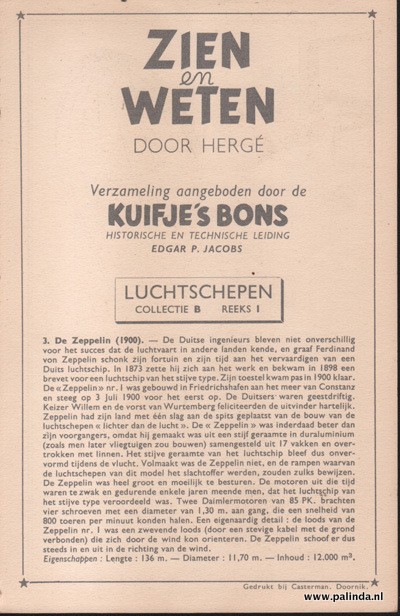 ZIEN
en
WETEN
DOOR HERGÉ
Verzameling aangeboden door de
KUIFJE'S BONS
HISTORISCHE EN TECHNISCHE LEIDING
EDGAR P. JACOBS
LUCHTSCHEPEN
COLLECTIE B REEKS I
3. De Zeppelin (1900). — De Duitse ingenieurs bleven niet onverschillig
voor het succes dat de luchtvaart in andere landen kende, en graaf Ferdinand
von Zeppelin schonk zijn fortuin en zijn tijd aan het vervaardigen van een
Duits luchtschip. In 1873 zette hij zich aan het werk en bekwam in 1898 een
brevet voor een luchtschip van het stijve type. Zijn toestel kwam pas in 1900 klaar.
De « Zeppelin » nr. 1 was gebouwd in Friedrichshafen aan het meer van Constanz
en steeg op 3 Juli 1900 voor het eerst op. De Duitsers waren geestdriftig.
Keizer Willem en de vorst van Wurtemberg feliciteerden de uitvinder hartelijk.
Zeppelin had zijn land met één slag aan de spits geplaatst van de bouw van de
luchtschepen « lichter dan de lucht ». De « Zeppelin » was inderdaad beter dan
zijn voorgangers, omdat hij gemaakt was uit een stijf geraamte in duraluminium
(zoals men later vliegtuigen zou bouwen) samengesteld uit 17 vakken en over-
trokken met linnen. Het stijve geraamte van het luchtschip bleef dus onver-
vormd tijdens de vlucht. Volmaakt was de Zeppelin niet, en de rampen waarvan
de luchtschepen van dit model het slachtoffer werden, zouden zulks bewijzen.
De Zeppelin was heel groot en moeilijk te besturen. De motoren uit die tijd
waren te zwak en gedurende enkele jaren meende men, dat het luchtschip van
het stijve type veroordeeld was. Twee Daimlermotoren van 85 PK. brachten
vier schroeven met een diameter van 1,30 m. aan gang, die een snelheid van
800 toeren per minuut konden halen. Een eigenaardig detail : de loods van de
Zeppelin nr. 1 was een zwevende loods (door een stevige kabel met de grond
verbonden) die zich door de wind kon orienteren. De Zeppelin schoof er dus
steeds in en uit in de richting van de wind.
Eigenschappen : Lengte : 136 m. — Diameter : 11,70 m. — Inhoud : 12.000 m³.
Gedrukt bij Casterman. Doornik.
www.palinda.nl